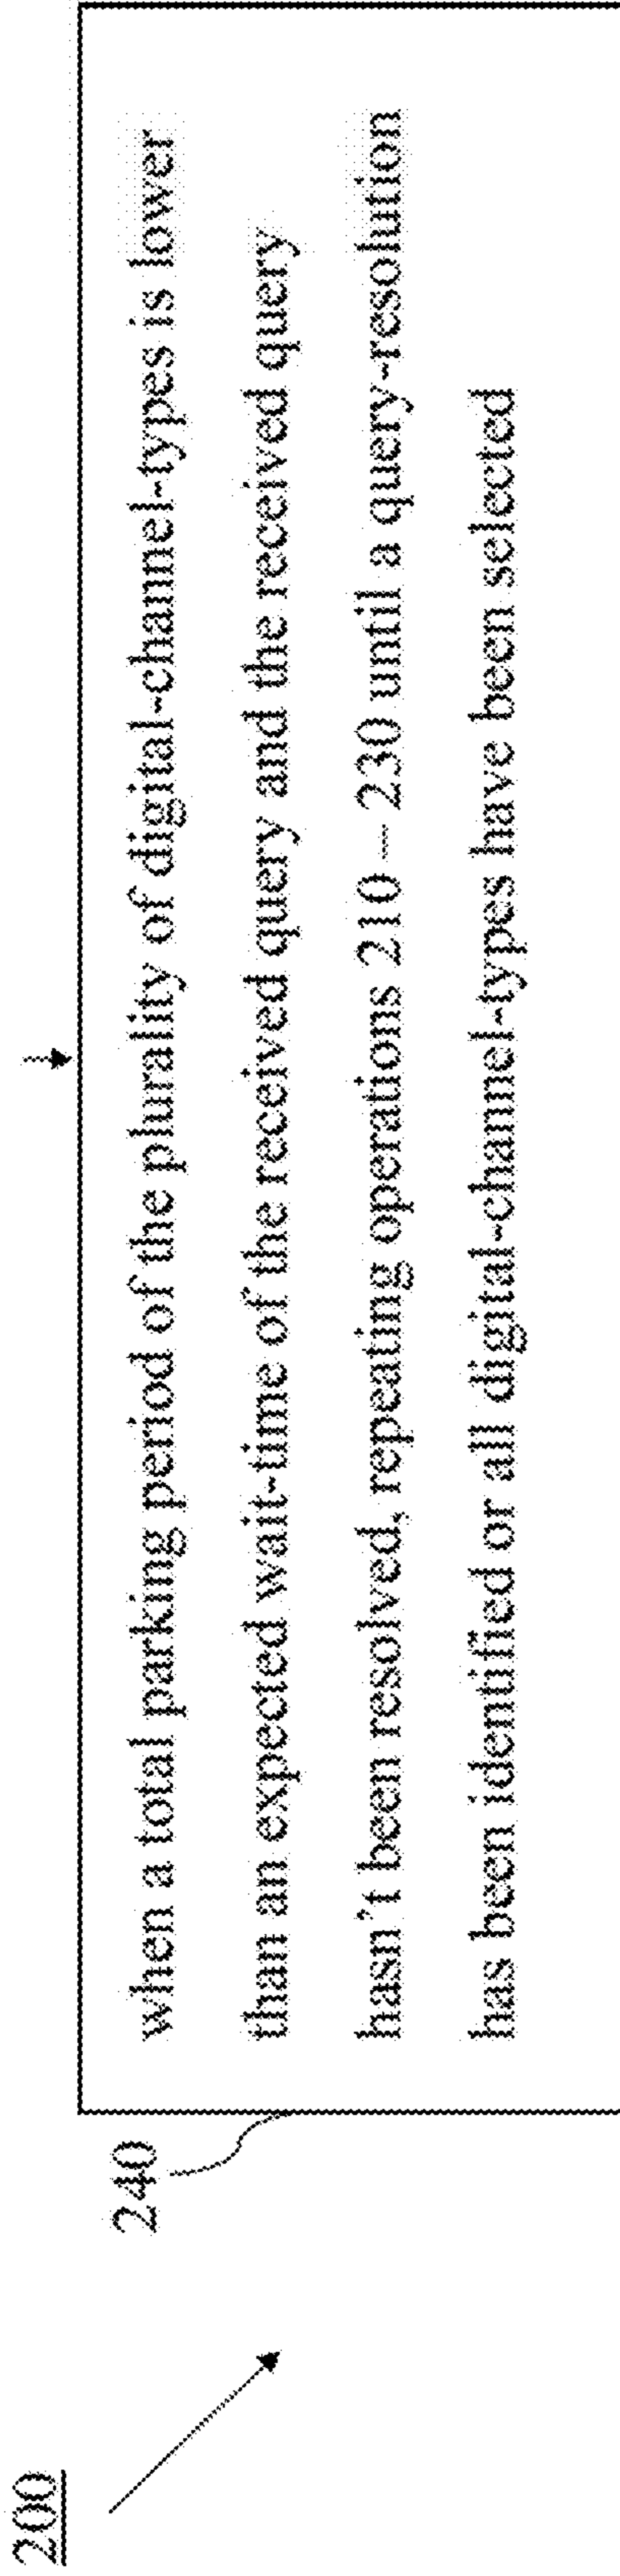 200
240
when a total parking period of the plurality of digital-channel-types is lower
than an expected wait-time of the received query and the received query
hasn't been resolved, repeating operations 210 – 230 until a query-resolution
has been identified or all digital-channel-types have been selected